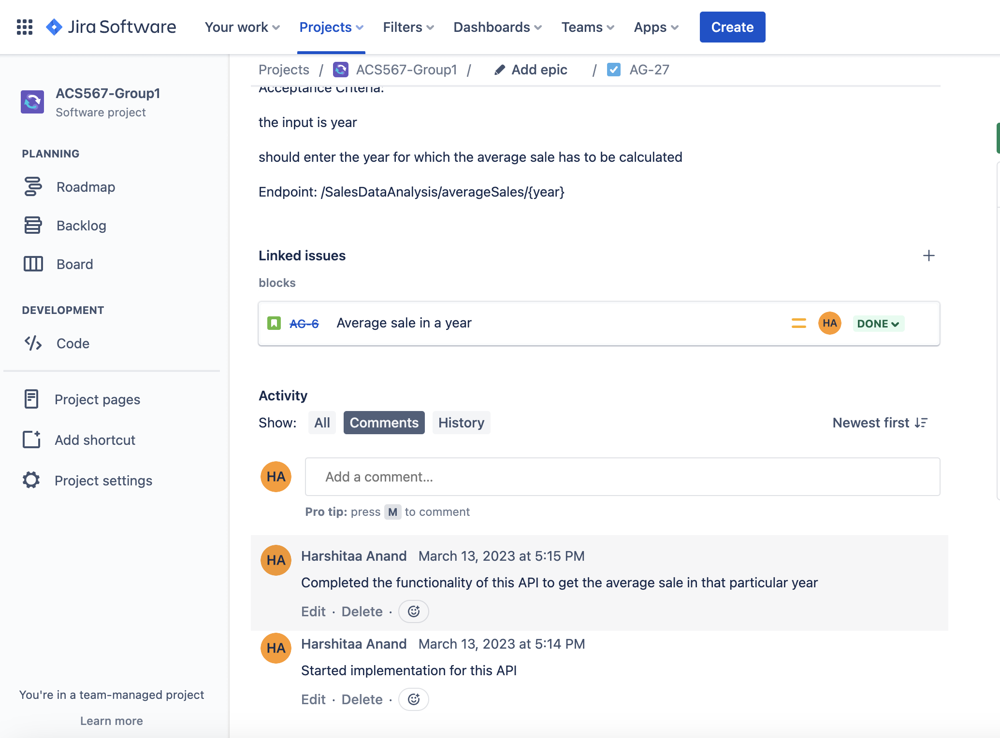 Jira Software
Your work
Projects
Filters
Dashboards
Teams
Apps
Create
ACS567-Group1
Software project
PLANNING
Roadmap
Backlog
Board
DEVELOPMENT
Code
Project pages
Add shortcut
Project settings
You're in a team-managed project
Learn more
Projects / ACS567-Group1 / Add epic / AG-27
Acceptance Criteria:
the input is year
should enter the year for which the average sale has to be calculated
Endpoint: /SalesDataAnalysis/averageSales/{year}
Linked issues
blocks
AG-6 Average sale in a year HA DONE
Activity
Show: All Comments History Newest first
HA Add a comment...
Pro tip: press M to comment
HA Harshitaa Anand March 13, 2023 at 5:15 PM
Completed the functionality of this API to get the average sale in that particular year
Edit · Delete ·
HA Harshitaa Anand March 13, 2023 at 5:14 PM
Started implementation for this API
Edit · Delete ·